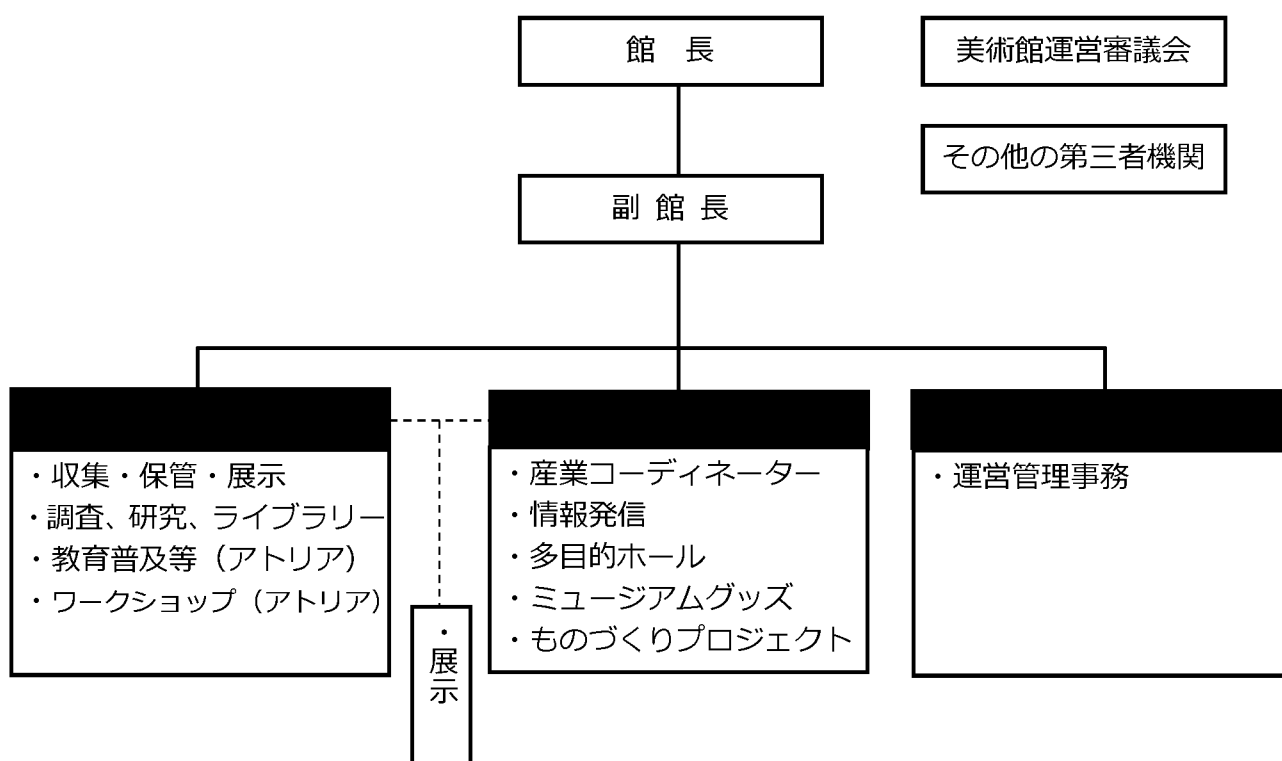 館　長
美術館運営審議会
その他の第三者機関
副 館 長
・収集・保管・展示
・調査、研究、ライブラリー
・教育普及等（アトリア）
・ワークショップ（アトリア）
・展示
・産業コーディネーター
・情報発信
・多目的ホール
・ミュージアムグッズ
・ものづくりプロジェクト
・運営管理事務